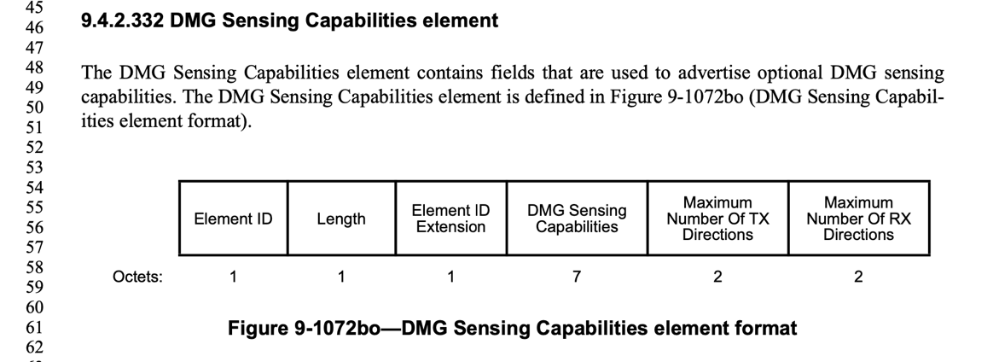 45
46
47
48
49
50
51
52
53
54
55
56
57
58
59
60
61
62
9.4.2.332 DMG Sensing Capabilities element
The DMG Sensing Capabilities element contains fields that are used to advertise optional DMG sensing
capabilities. The DMG Sensing Capabilities element is defined in Figure 9-1072bo (DMG Sensing Capabil-
ities element format).
Element ID
Length
Element ID
Extension
DMG Sensing
Capabilities
Maximum
Number Of TX
Directions
Maximum
Number Of RX
Directions
Octets: 1 1 1 7 2 2
Figure 9-1072bo—DMG Sensing Capabilities element format